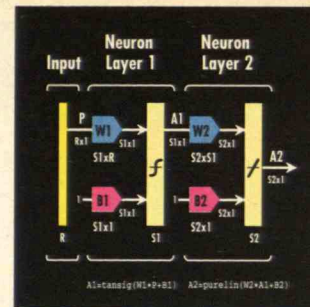 Neuron Layer 1
Neuron Layer 2
Input
P
Rx1
W1
S1xR
S1x1
1
B1
S1x1
S1x1
A1
S1x1
W2
S2xS1
S2x1
1
B2
S2x1
S2x1
A2
S2x1
R
S1
S2
A1=tansig(W1*P+B1)
A2=purelin(W2*A1+B2)